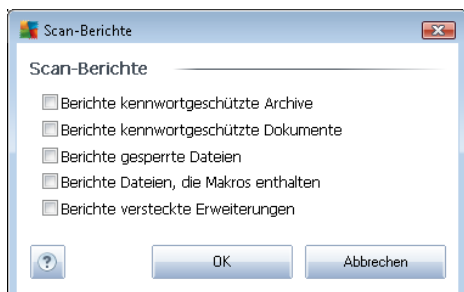 Scan-Berichte
Scan-Berichte
Berichte kennwortgeschützte Archive
Berichte kennwortgeschützte Dokumente
Berichte gesperrte Dateien
Berichte Dateien, die Makros enthalten
Berichte versteckte Erweiterungen
? OK Abbrechen